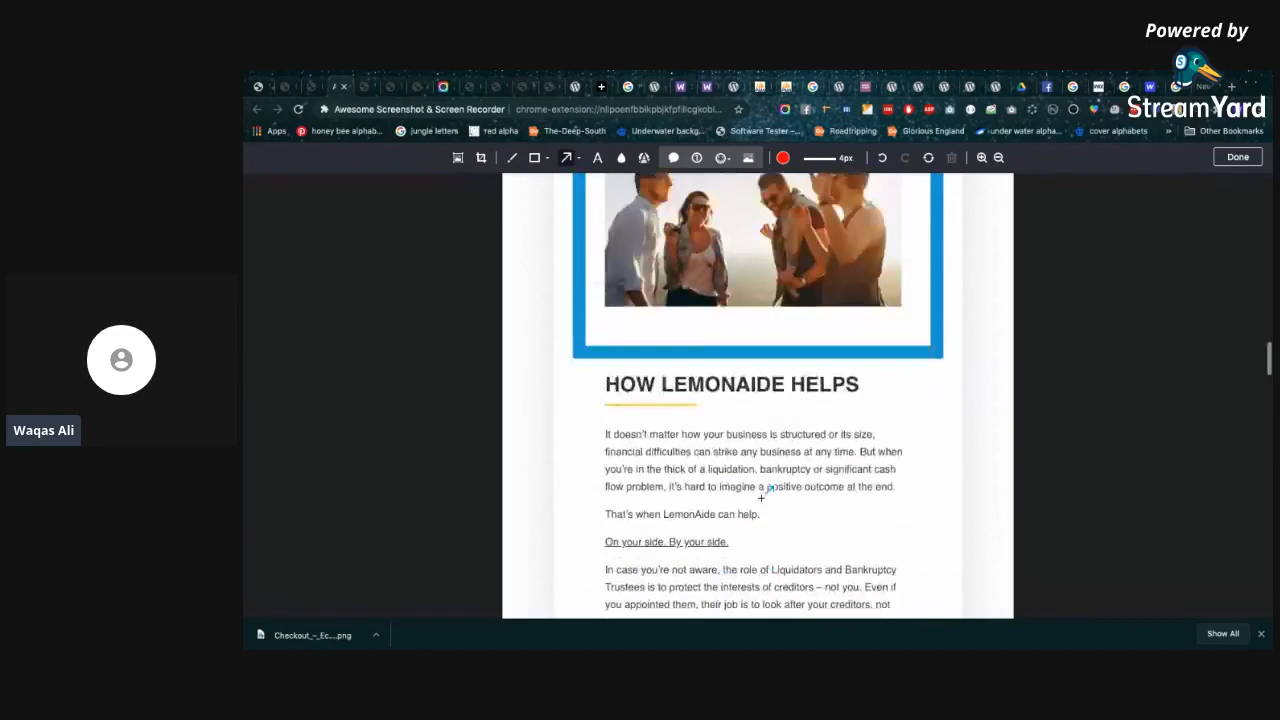 Powered by
StreamYard
Awesome Screenshot & Screen Recorder
chrome-extension://nlipoenfbbikpbjkfpfillcgkobl...
Apps
honey bee alphab...
jungle letters
red alpha
The-Deep-South
Underwater backg...
Software Tester –...
Roadtripping
Glorious England
under water alpha...
cover alphabets
»
Other Bookmarks
4px
Done
HOW LEMONAIDE HELPS
It doesn't matter how your business is structured or its size,
financial difficulties can strike any business at any time. But when
you're in the thick of a liquidation, bankruptcy or significant cash
flow problem, it's hard to imagine a positive outcome at the end.
That's when LemonAide can help.
On your side. By your side.
In case you're not aware, the role of Liquidators and Bankruptcy
Trustees is to protect the interests of creditors – not you. Even if
you appointed them, their job is to look after your creditors, not
Waqas Ali
Checkout_–_Ec....png
Show All